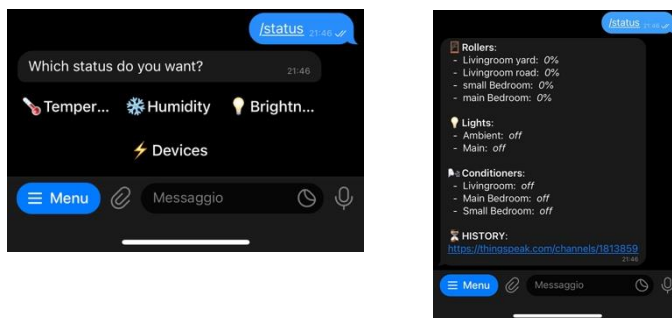 /status 21:46
Which status do you want? 21:46
Temper... Humidity Brightn...
Devices
Menu Messaggio
/status 21:46
Rollers:
- Livingroom yard: 0%
- Livingroom road: 0%
- small Bedroom: 0%
- main Bedroom: 0%
Lights:
- Ambient: off
- Main: off
Conditioners:
- Livingroom: off
- Main Bedroom: off
- Small Bedroom: off
HISTORY:
https://thingspeak.com/channels/1813859
21:46
Menu Messaggio